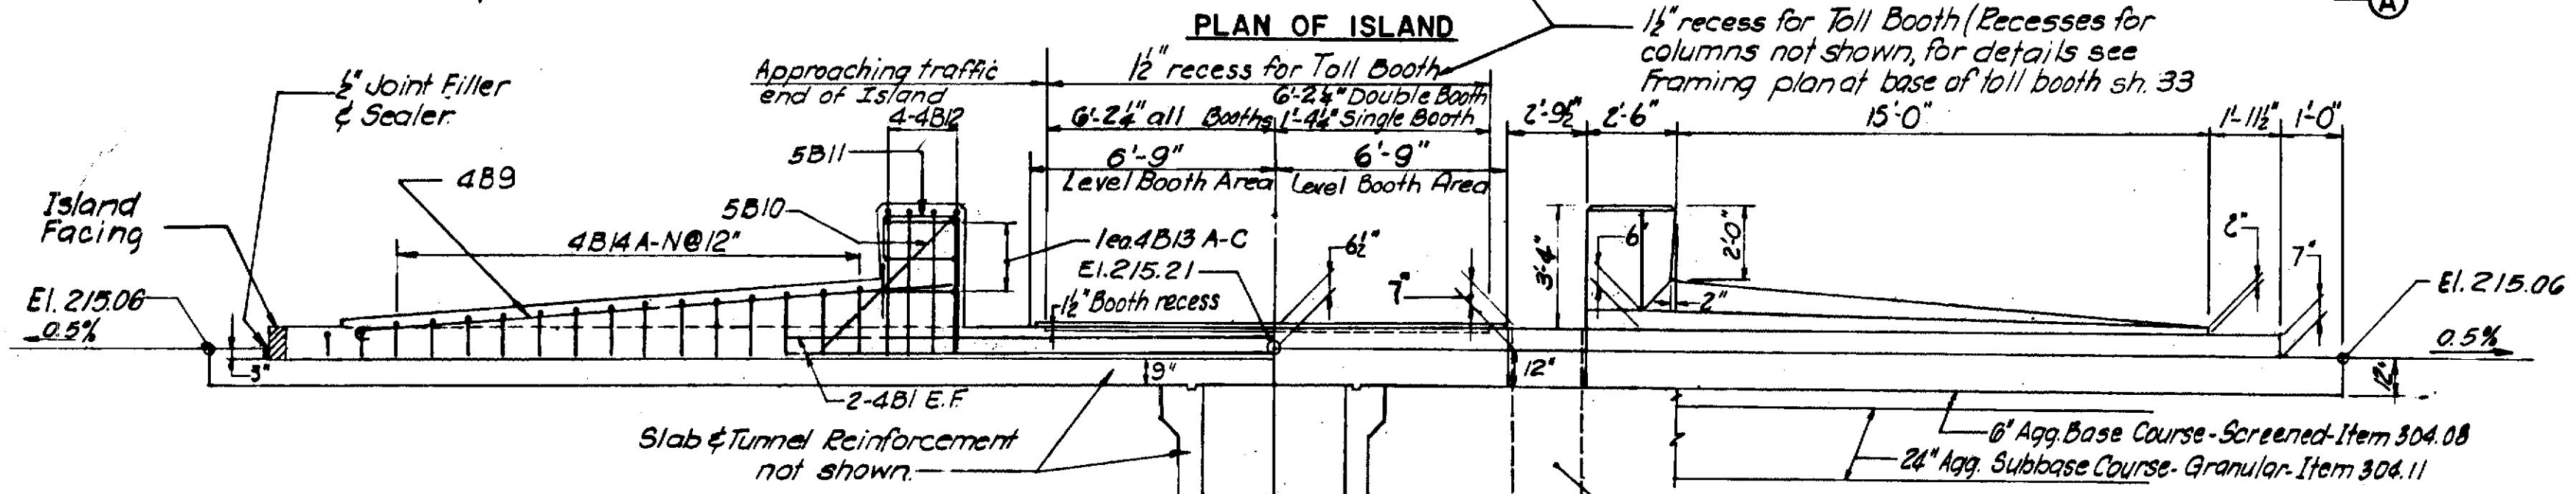 PLAN OF ISLAND
A
1½" recess for Toll Booth (Recesses for
columns not shown, for details see
Framing plan at base of toll booth sh. 33
½" Joint Filler
& Sealer.
Approaching traffic
end of Island
1½" recess for Toll Booth
6'-2¼" Double Booth
6'-2¼" all Booths
1'-4¼" Single Booth
4-4B12
2'-9½"
2'-6"
15'-0"
1'-11½"
1'-0"
5B11
6'-9"
Level Booth Area
6'-9"
Level Booth Area
4B9
Island
Facing
5B10
4B14 A-N@12"
1ea. 4B13 A-C
6½"
El. 215.21
1½" Booth recess
7"
3'-4"
6"
2'-0"
2"
2"
7"
El. 215.06
0.5%
El. 215.06
0.5%
3"
9"
12"
12"
2-4B1 E.F.
Slab & Tunnel Reinforcement
not shown.
6" Agg. Base Course-Screened-Item 304.08
24" Agg. Subbase Course-Granular-Item 304.11